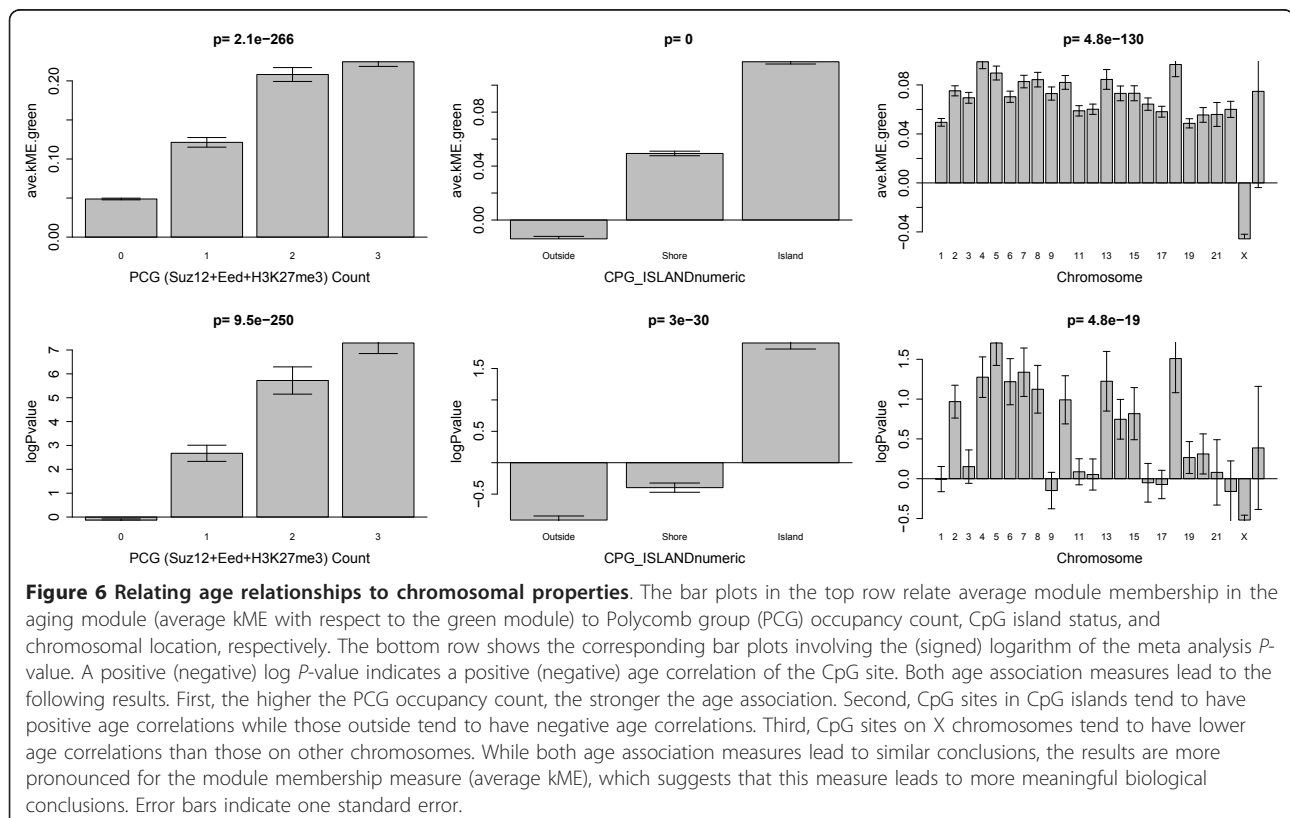 p= 2.1e−266
ave.kME.green
0.00 0.10 0.20
0 1 2 3
PCG (Suz12+Eed+H3K27me3) Count
p= 0
ave.kME.green
0.00 0.04 0.08
Outside Shore Island
CPG_ISLANDnumeric
p= 4.8e−130
ave.kME.green
−0.04 0.00 0.04 0.08
1 2 3 4 5 6 7 8 9 11 13 15 17 19 21 X
Chromosome
p= 9.5e−250
logPvalue
0 1 2 3 4 5 6 7
0 1 2 3
PCG (Suz12+Eed+H3K27me3) Count
p= 3e−30
logPvalue
−0.5 0.5 1.5
Outside Shore Island
CPG_ISLANDnumeric
p= 4.8e−19
logPvalue
−0.5 0.0 0.5 1.0 1.5
1 2 3 4 5 6 7 8 9 11 13 15 17 19 21 X
Chromosome
Figure 6 Relating age relationships to chromosomal properties. The bar plots in the top row relate average module membership in the
aging module (average kME with respect to the green module) to Polycomb group (PCG) occupancy count, CpG island status, and
chromosomal location, respectively. The bottom row shows the corresponding bar plots involving the (signed) logarithm of the meta analysis P-
value. A positive (negative) log P-value indicates a positive (negative) age correlation of the CpG site. Both age association measures lead to the
following results. First, the higher the PCG occupancy count, the stronger the age association. Second, CpG sites in CpG islands tend to have
positive age correlations while those outside tend to have negative age correlations. Third, CpG sites on X chromosomes tend to have lower
age correlations than those on other chromosomes. While both age association measures lead to similar conclusions, the results are more
pronounced for the module membership measure (average kME), which suggests that this measure leads to more meaningful biological
conclusions. Error bars indicate one standard error.